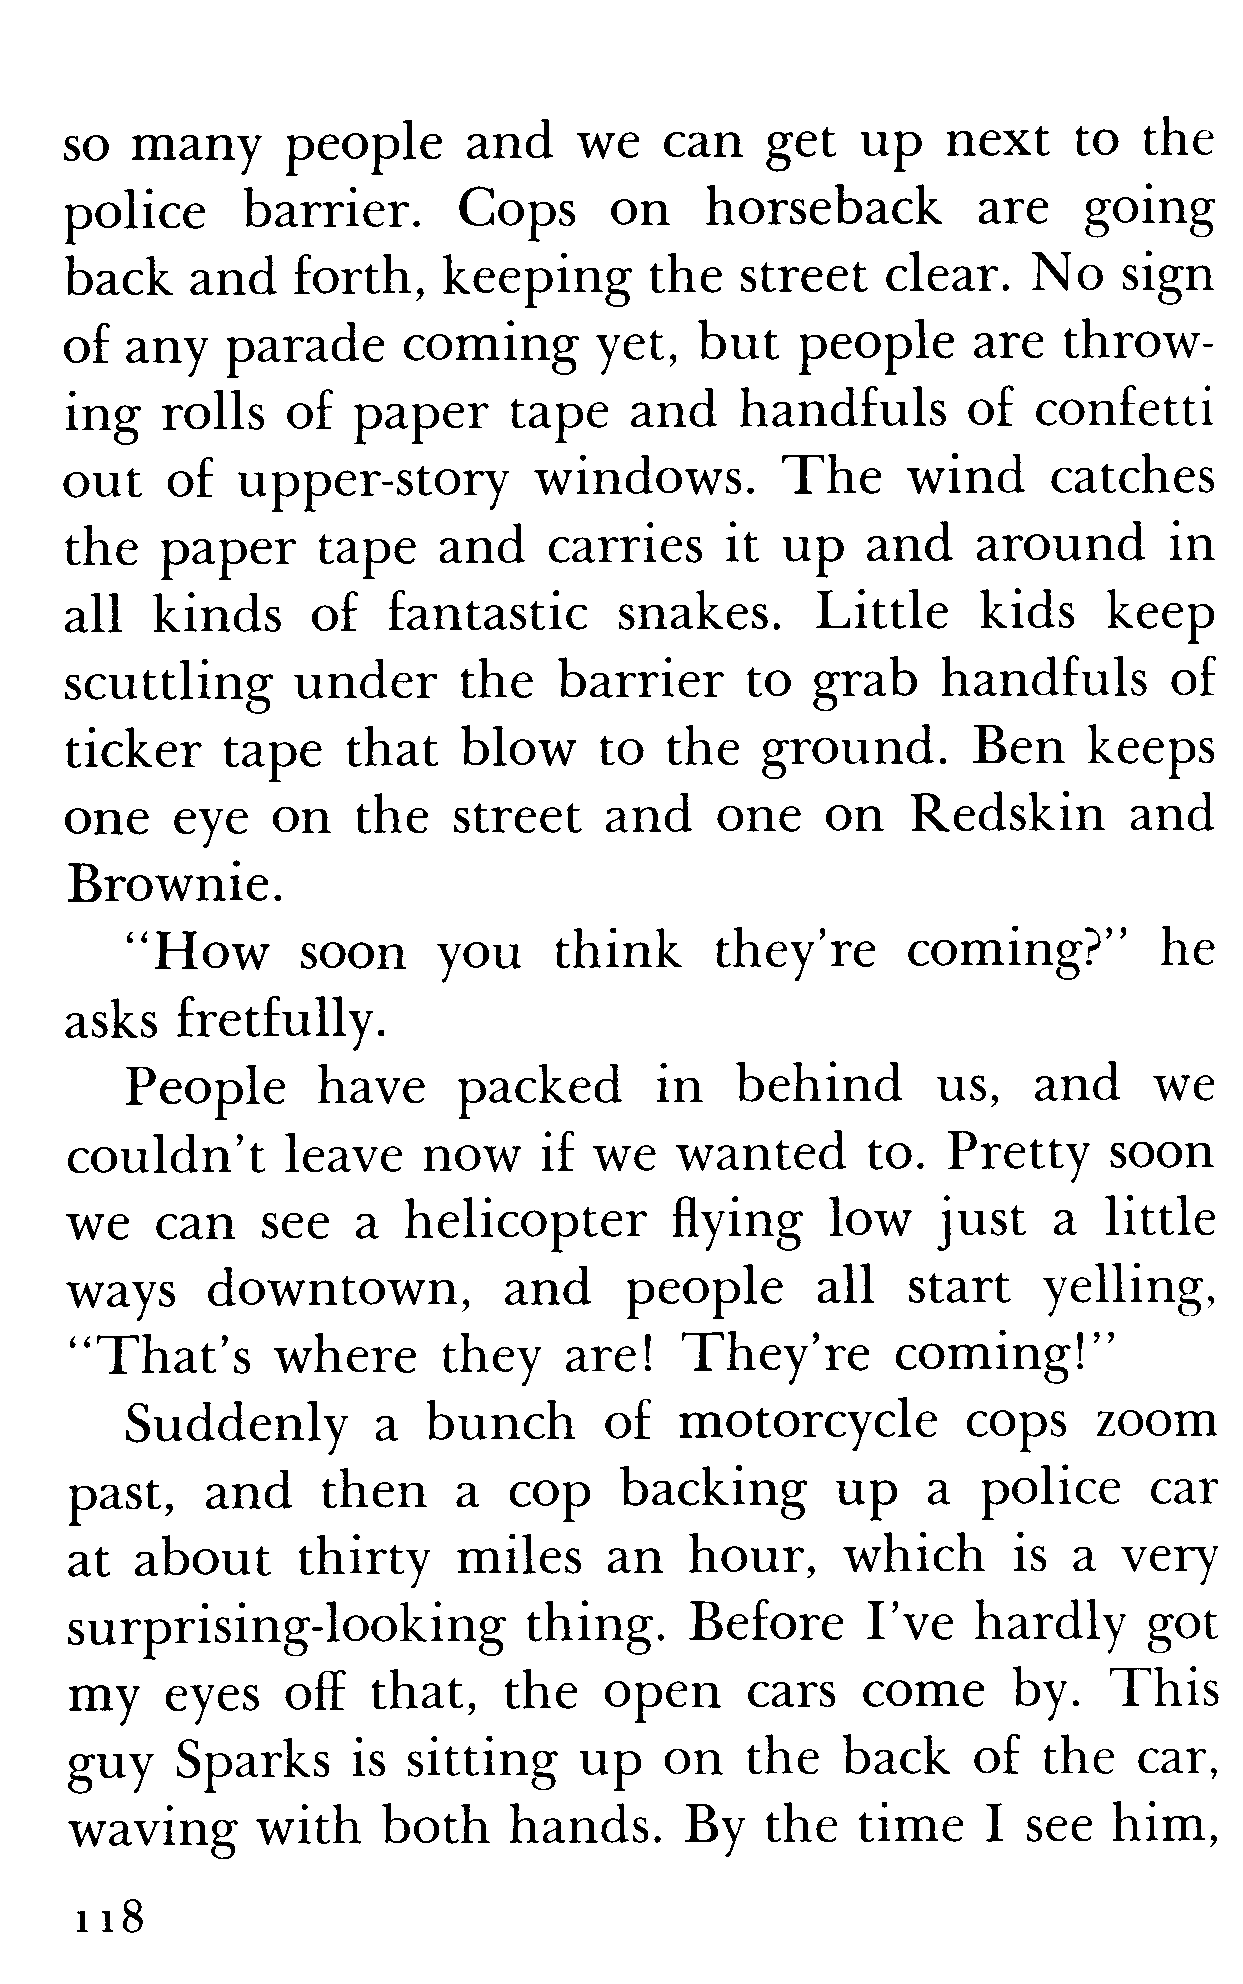 so many people and we can get up next to the
police barrier. Cops on horseback are going
back and forth, keeping the street clear. No sign
of any parade coming yet, but people are throw-
ing rolls of paper tape and handfuls of confetti
out of upper-story windows. The wind catches
the paper tape and carries it up and around in
all kinds of fantastic snakes. Little kids keep
scuttling under the barrier to grab handfuls of
ticker tape that blow to the ground. Ben keeps
one eye on the street and one on Redskin and
Brownie.
“How soon you think they’re coming?” he
asks fretfully.
People have packed in behind us, and we
couldn’t leave now if we wanted to. Pretty soon
we can see a helicopter flying low just a little
ways downtown, and people all start yelling,
“That’s where they are! They’re coming!”
Suddenly a bunch of motorcycle cops zoom
past, and then a cop backing up a police car
at about thirty miles an hour, which is a very
surprising-looking thing. Before I’ve hardly got
my eyes off that, the open cars come by. This
guy Sparks is sitting up on the back of the car,
waving with both hands. By the time I see him,
118